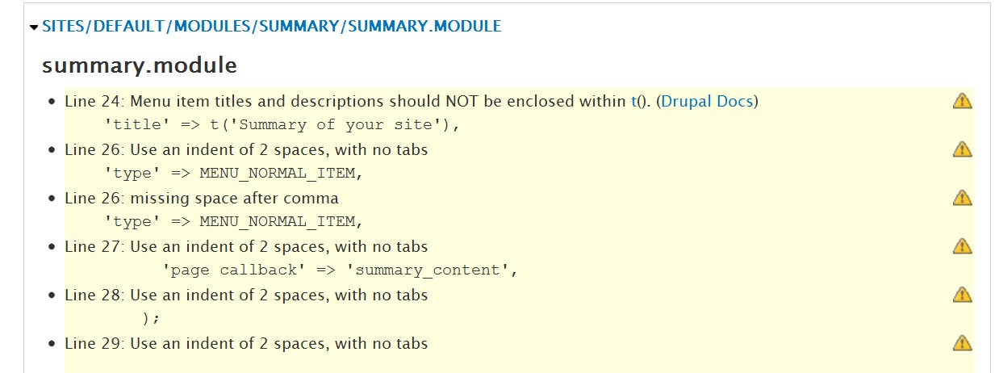 SITES/DEFAULT/MODULES/SUMMARY/SUMMARY.MODULE
summary.module
Line 24: Menu item titles and descriptions should NOT be enclosed within t(). (Drupal Docs)
'title' => t('Summary of your site'),
Line 26: Use an indent of 2 spaces, with no tabs
'type' => MENU_NORMAL_ITEM,
Line 26: missing space after comma
'type' => MENU_NORMAL_ITEM,
Line 27: Use an indent of 2 spaces, with no tabs
'page callback' => 'summary_content',
Line 28: Use an indent of 2 spaces, with no tabs
);
Line 29: Use an indent of 2 spaces, with no tabs